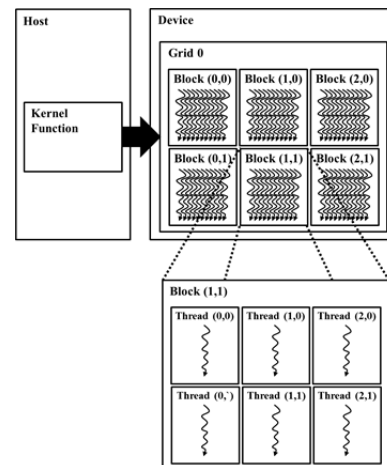 Host
Device
Grid 0
Block (0,0) Block (1,0) Block (2,0)
Kernel
Function
Block (0,1) Block (1,1) Block (2,1)
Block (1,1)
Thread (0,0) Thread (1,0) Thread (2,0)
Thread (0,`) Thread (1,1) Thread (2,1)